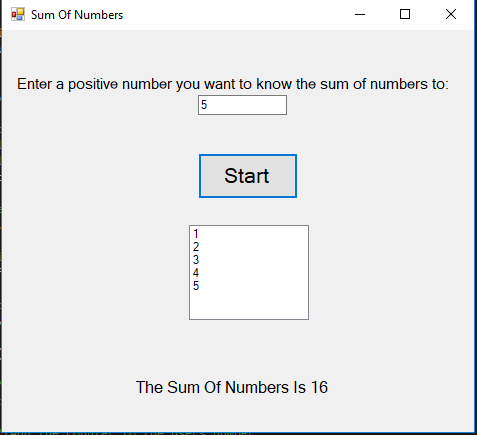 Sum Of Numbers
Enter a positive number you want to know the sum of numbers to:
5
Start
1
2
3
4
5
The Sum Of Numbers Is 16